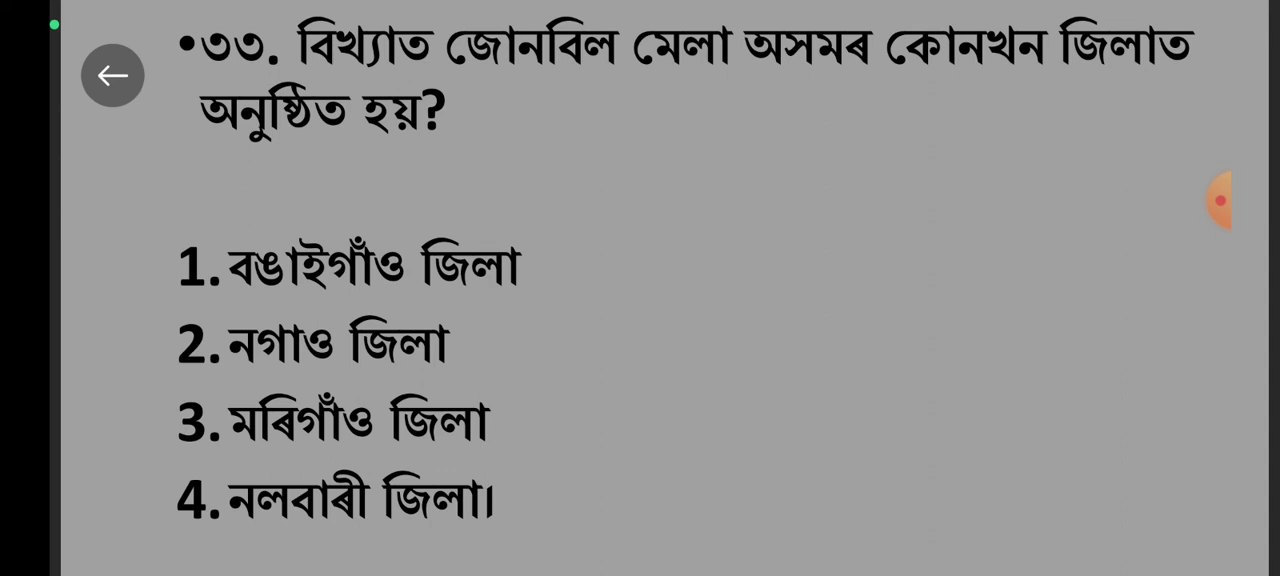 •৩৩. বিখ্যাত জোনবিল মেলা অসমৰ কোনখন জিলাত
অনুষ্ঠিত হয়?
1. বঙাইগাঁও জিলা
2. নগাও জিলা
3. মৰিগাঁও জিলা
4. নলবাৰী জিলা।